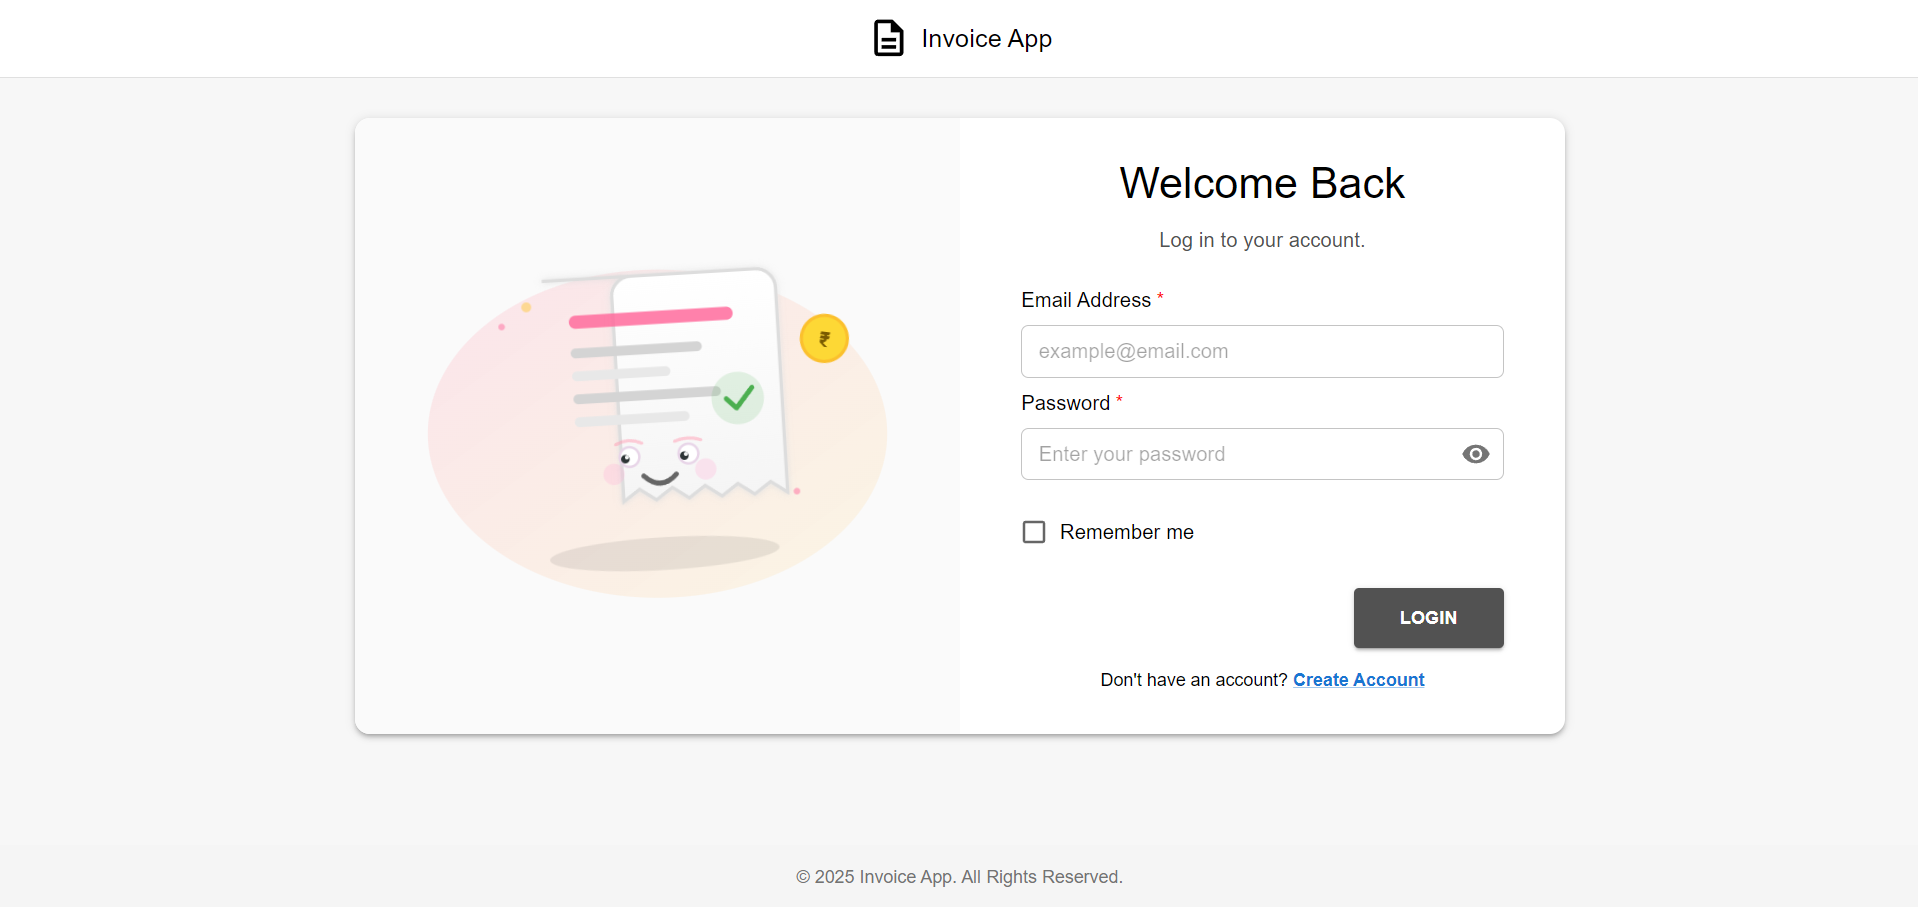 Invoice App
₹
Welcome Back
Log in to your account.
Email Address *
example@email.com
Password *
Enter your password
Remember me
LOGIN
Don't have an account? Create Account
© 2025 Invoice App. All Rights Reserved.